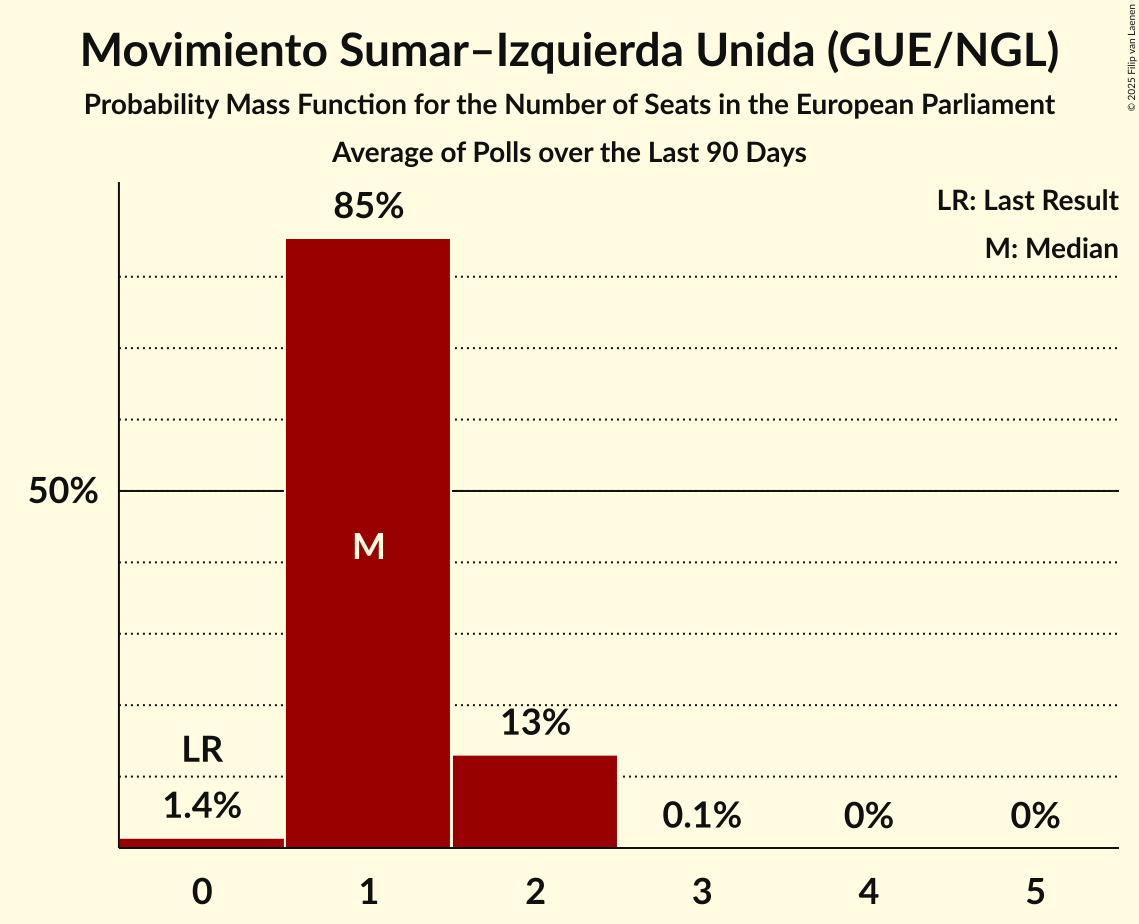 Movimiento Sumar–Izquierda Unida (GUE/NGL)
Probability Mass Function for the Number of Seats in the European Parliament
Average of Polls over the Last 90 Days
© 2025 Filip van Laenen
LR: Last Result
M: Median
85%
50%
M
13%
LR
1.4%
0.1%
0%
0%
0 1 2 3 4 5